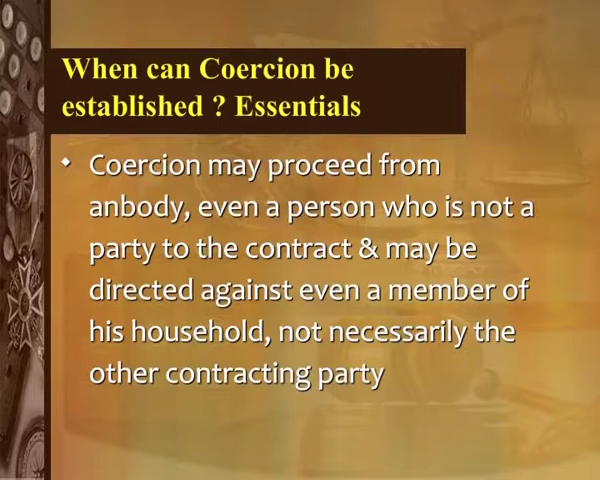 When can Coercion be
established ? Essentials
Coercion may proceed from
anbody, even a person who is not a
party to the contract & may be
directed against even a member of
his household, not necessarily the
other contracting party